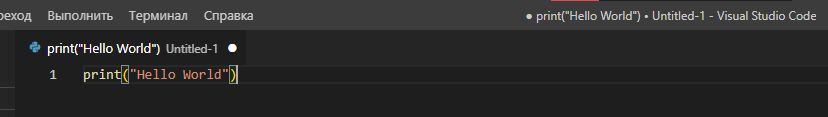 реход Выполнить Терминал Справка
● print("Hello World") • Untitled-1 - Visual Studio Code
print("Hello World") Untitled-1 ●
1 print("Hello World")